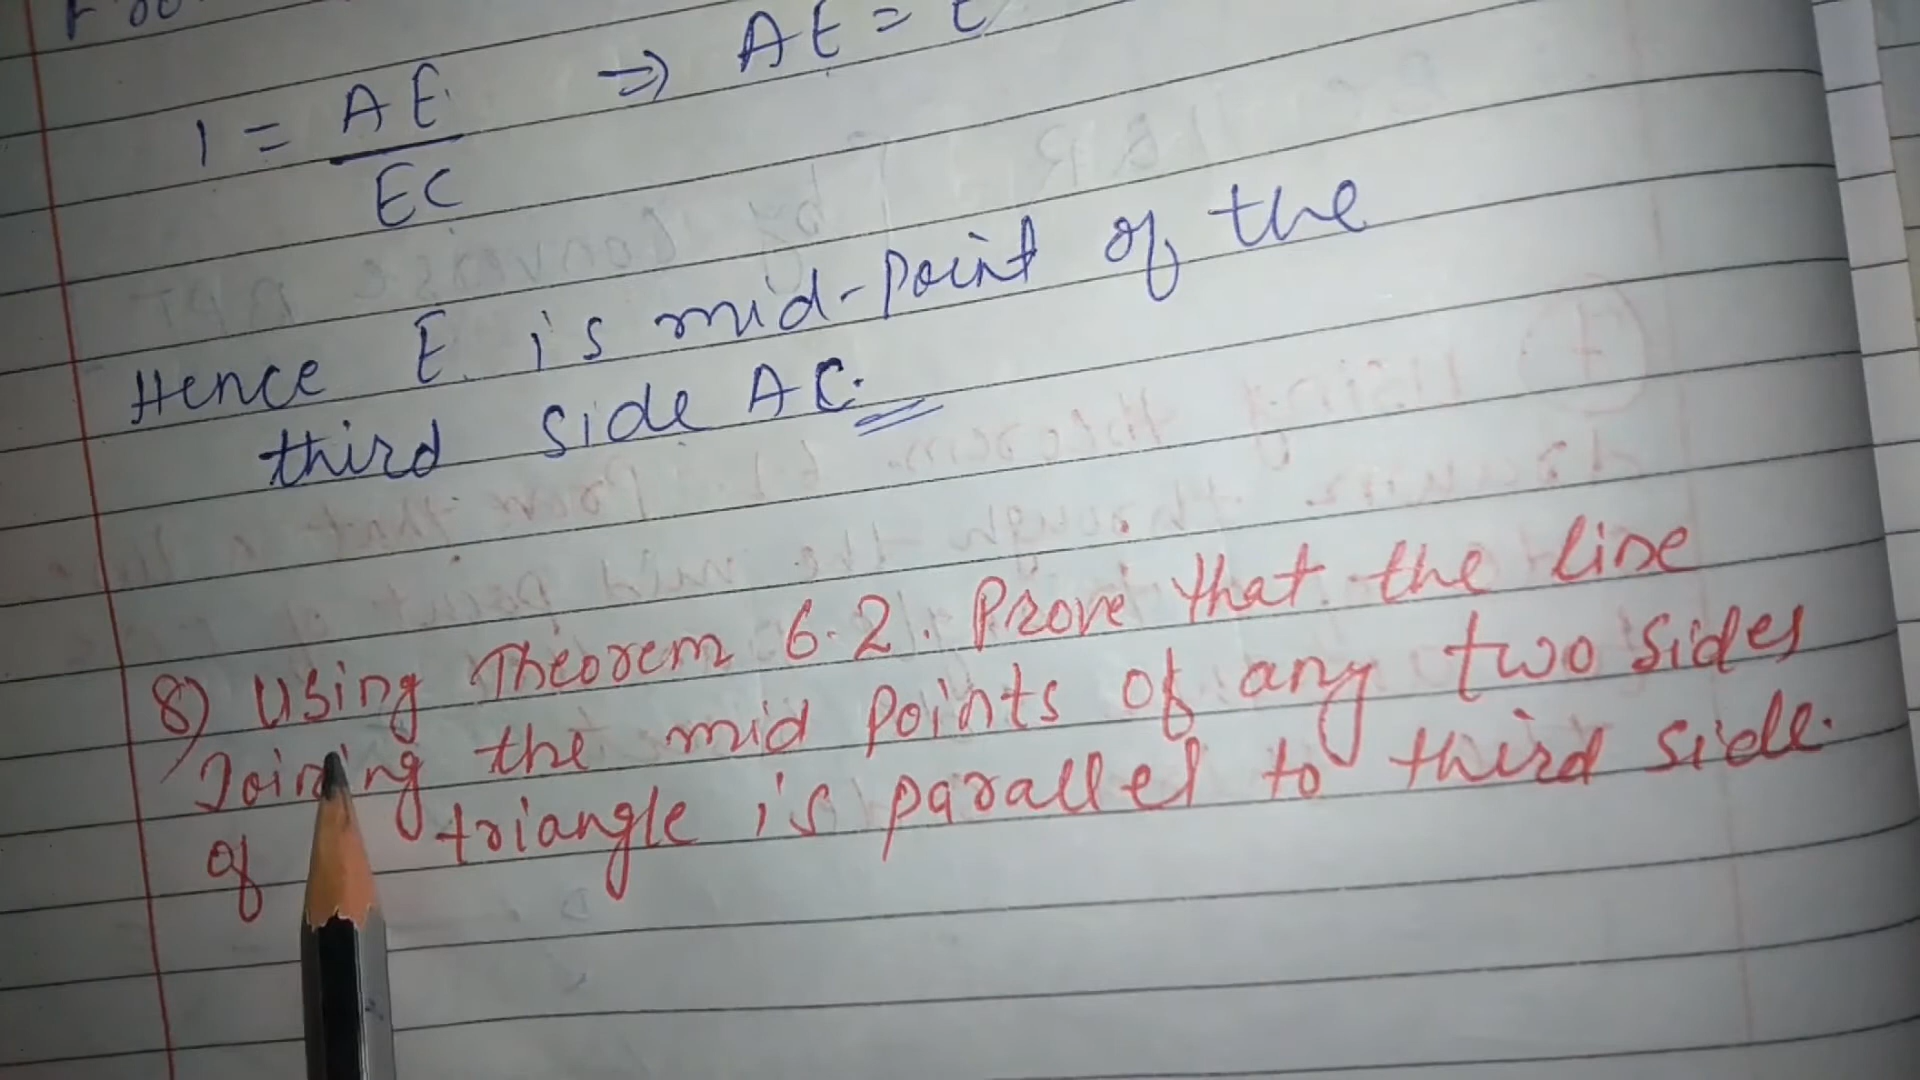 1 = AE / EC ⇒ AE =
Hence E is mid-point of the
third side AC.
8) Using Theorem 6.2. Prove that the line
Joining the mid points of any two sides
of triangle is parallel to third side.